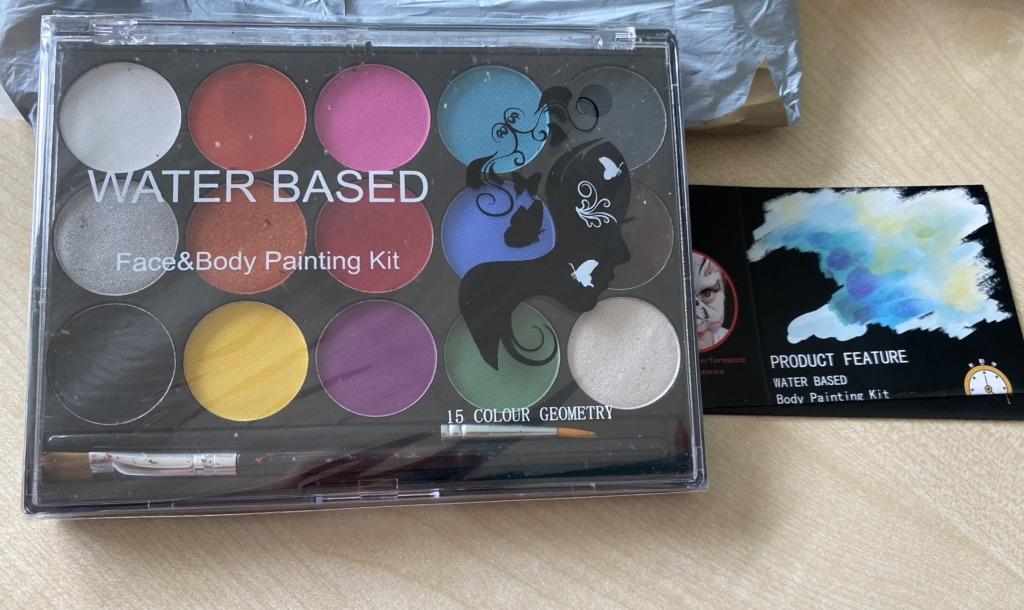 WATER BASED
Face&Body Painting Kit
15 COLOUR GEOMETRY
PRODUCT FEATURE
WATER BASED
Body Painting Kit